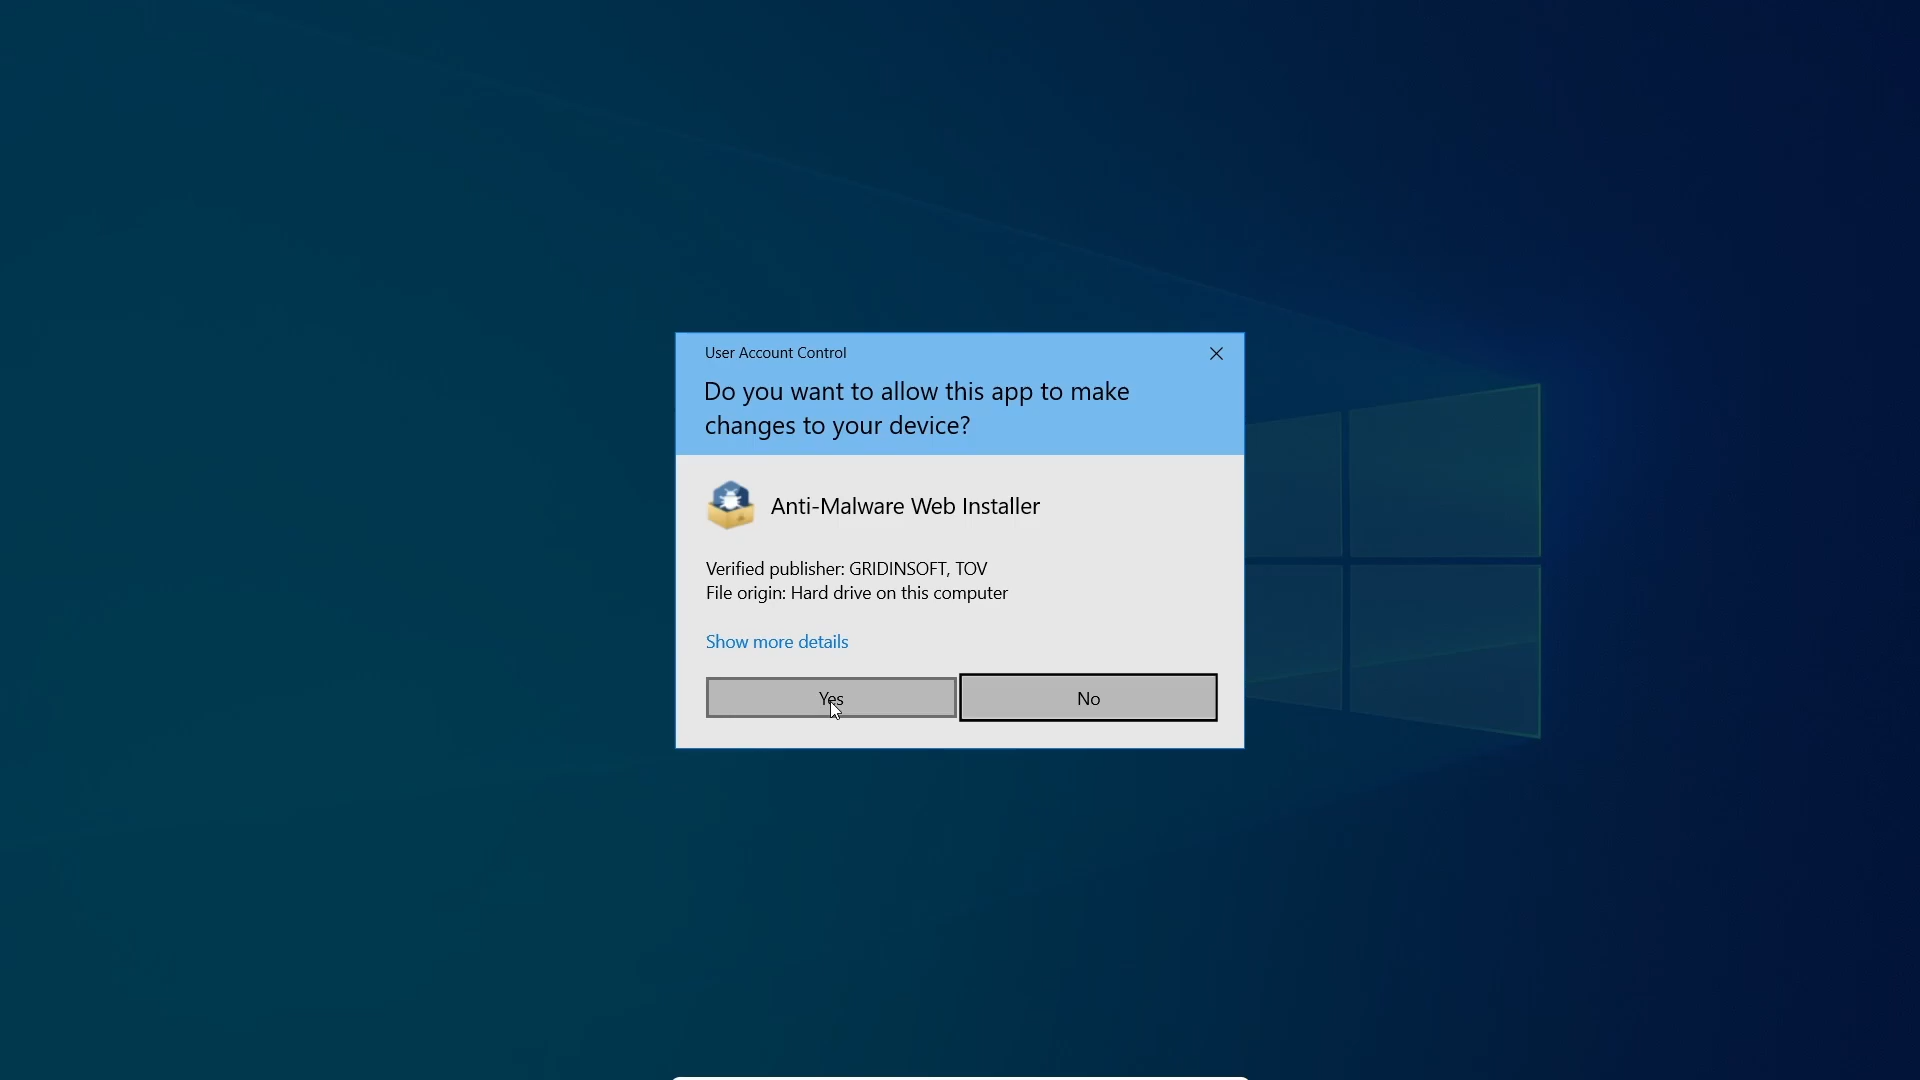 User Account Control
Do you want to allow this app to make
changes to your device?
Anti-Malware Web Installer
Verified publisher: GRIDINSOFT, TOV
File origin: Hard drive on this computer
Show more details
Yes
No